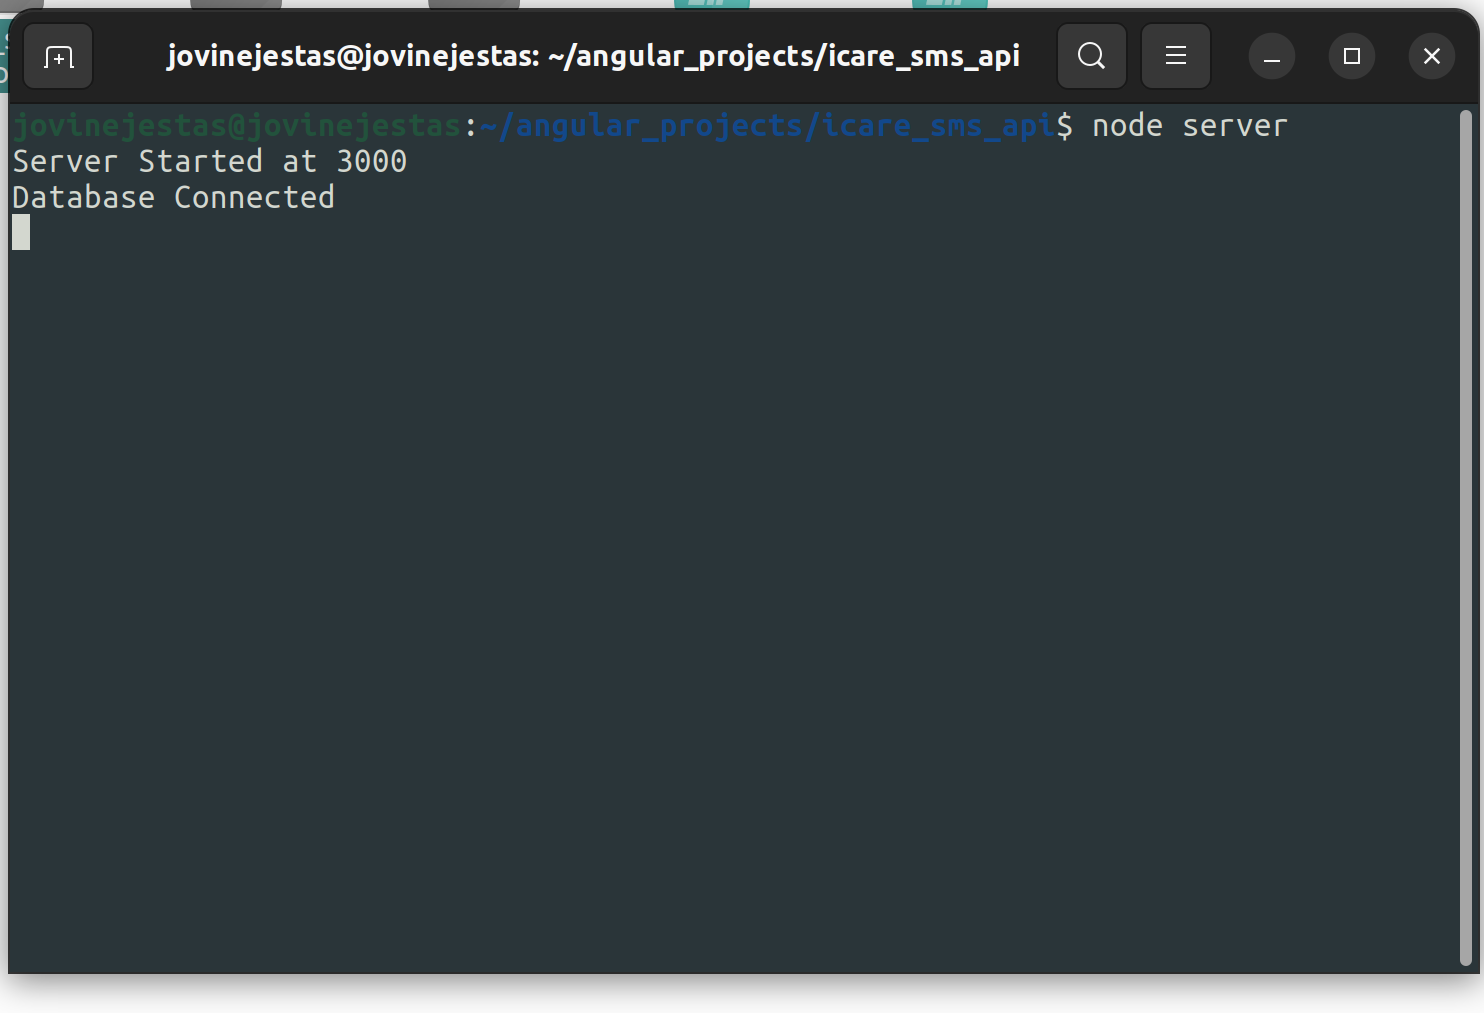 jovinejestas@jovinejestas: ~/angular_projects/icare_sms_api
jovinejestas@jovinejestas:~/angular_projects/icare_sms_api$ node server
Server Started at 3000
Database Connected